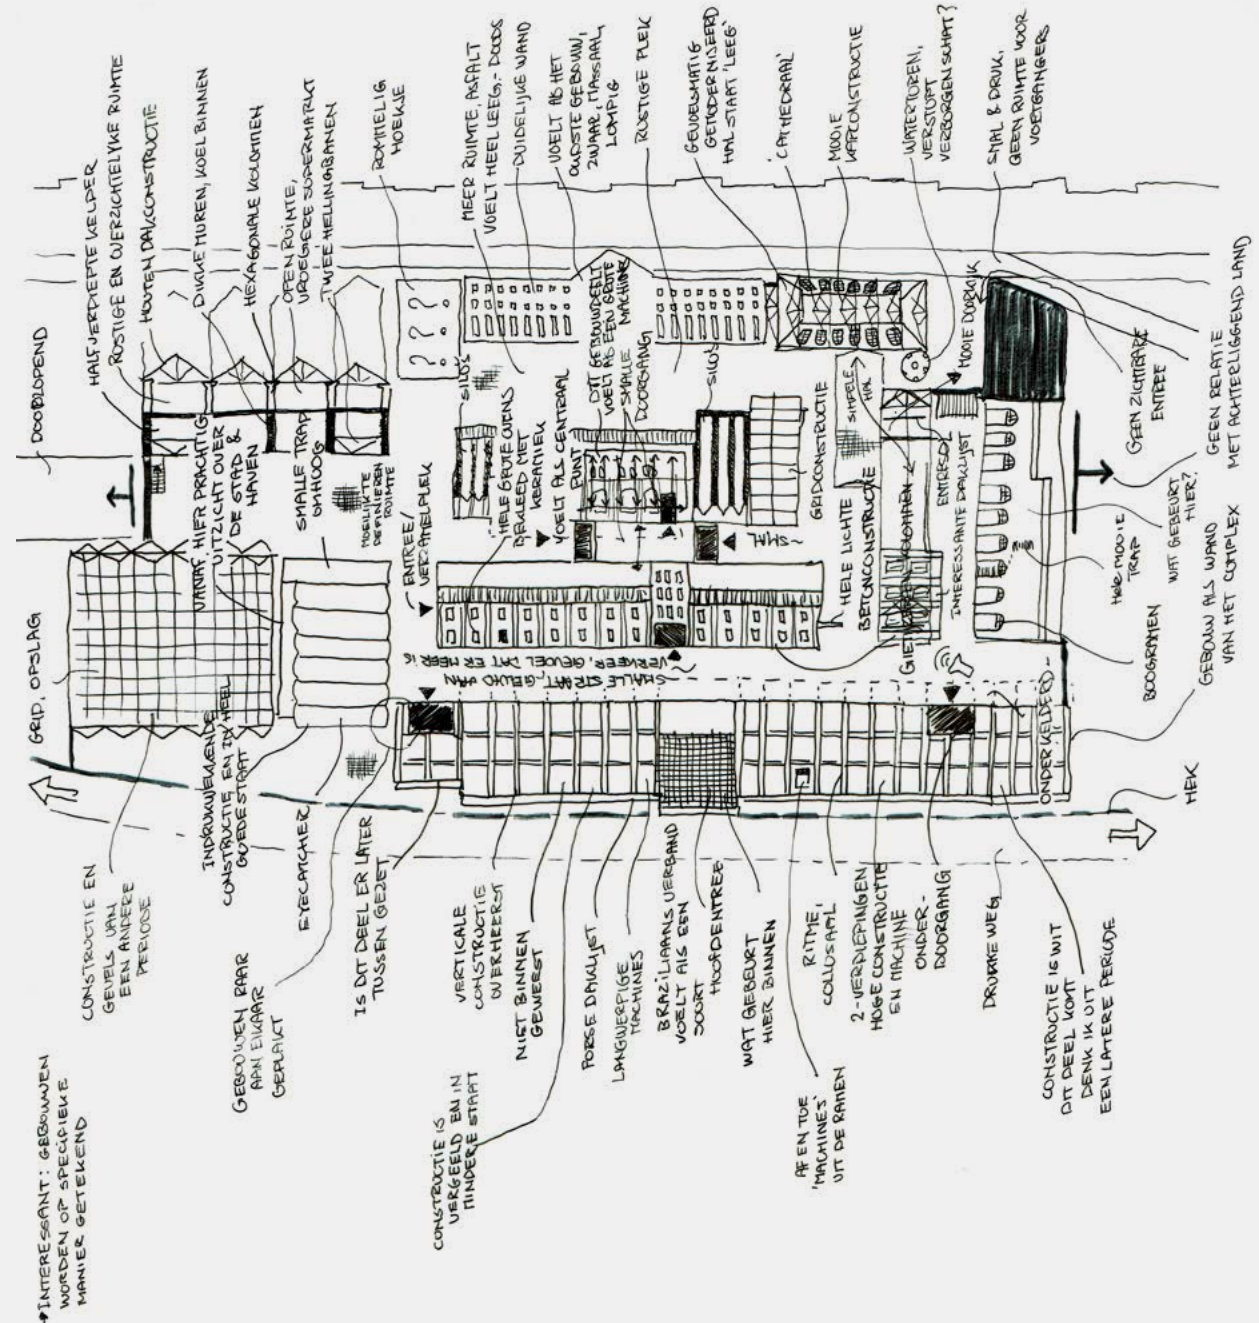 →INTERESSANT: GEBOUWEN
WORDEN OP SPECIFIEKE
MANIER GETEKEND
CONSTRUCTIE EN
GEVELS VAN
EEN ANDERE
PERIODE
GRID, OPSLAG
DOORLOPEND
HALFVERDIEPTE KELDER
ROSTIGE EN OVERZICHTELYKE RUIMTE
HOUTEN DAKCONSTRUCTIE
DIKKE MUREN, KOEL BINNEN
HEXAGONALE KOLOMMEN
OPEN RUIMTE,
VROEGERE SUPERMARKT
TWEE HELLINGBANEN
ROMMELIG
HOEKJE
MEER RUIMTE, ASFALT
VOELT HEEL LEEG,- DOODS
DUIDELIJKE WAND
VOELT ALS HET
OUDSTE GEBOUW,
ZWAAR, MASSAAL,
LOMPIG
RUSTIGE PLEK
GEVOELSMATIG
GEMODERNISEERD
HAL STAAT 'LEEG'
'CATHEDRAAL'
MOOIE
KAPCONSTRUCTIE
WATERTOREN,
VERSTOPT
VERBORGEN SCHAT?
SMAL & DRUK,
GEEN RUIMTE VOOR
VOETGANGERS
VANAF HIER PRACHTIG
UITZICHT OVER
DE STAD &
HAVEN
SMALLE TRAP
OMHOOG
MOEILIJK TE
DEFINIEREN
RUIMTE
ENTREE/
VERZAMELPLEK
? ? ?
? ? ?
SILO'S
HELE GROTE OVENS
BEKLEED MET
KERAMIEK
VOELT ALS CENTRAAL
PUNT
DIT GEBOUWDEELT
VOELT ALS EEN GROTE
MACHINE
SMALLE
DOORGANG
SILO'S
~SMAL
GRIDCONSTRUCTIE
SIMPELE
HAL
HELE LICHTE
BETONCONSTRUCTIE
ENTREE
INTERESSANTE DAKLIJST
MOOIE DOORKIJK
GEEN ZICHTBARE
ENTREE
GEEN RELATIE
MET ACHTERLIGGEND LAND
WAT GEBEURT
HIER?
HELE MOOIE
TRAP
BOOGRAMEN
GEBOUW ALS WAND
VAN HET COMPLEX
HEK
SMALLE STRAAT, GELUID VAN
VERKEER, GEVOEL DAT ER MEER IS
ONDERKELDERD
INDRUKWEKKENDE
CONSTRUCTIE, EN IN HEEL
GOEDE STAAT
EYECATCHER
GEBOUWEN RAAR
AAN ELKAAR
GEPLAKT
IS DIT DEEL ER LATER
TUSSEN GEZET
VERTICALE
CONSTRUCTIE
OVERHEERST
NIET BINNEN
GEWEEST
CONSTRUCTIE IS
VERGEELD EN IN
MINDERE STAAT
FORSE DAKLIJST
LANGWERPIGE
MACHINES
BRAZILIAANS VERBAND
VOELT ALS EEN
SOORT
HOOFDENTREE
WAT GEBEURT
HIER BINNEN
AF EN TOE
'MACHINES'
UIT DE RAMEN
RITME,
COLLOSAAL
2-VERDIEPINGEN
HOGE CONSTRUCTIE
EN MACHINE
ONDER-
DOORGANG
DRUKKE WEG
CONSTRUCTIE IS WIT
DIT DEEL KOMT
DENK IK UIT
EEN LATERE PERIODE